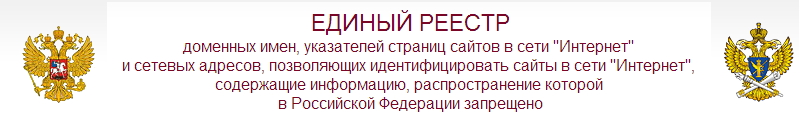 ЕДИНЫЙ РЕЕСТР
доменных имен, указателей страниц сайтов в сети "Интернет"
и сетевых адресов, позволяющих идентифицировать сайты в сети "Интернет",
содержащие информацию, распространение которой
в Российской Федерации запрещено